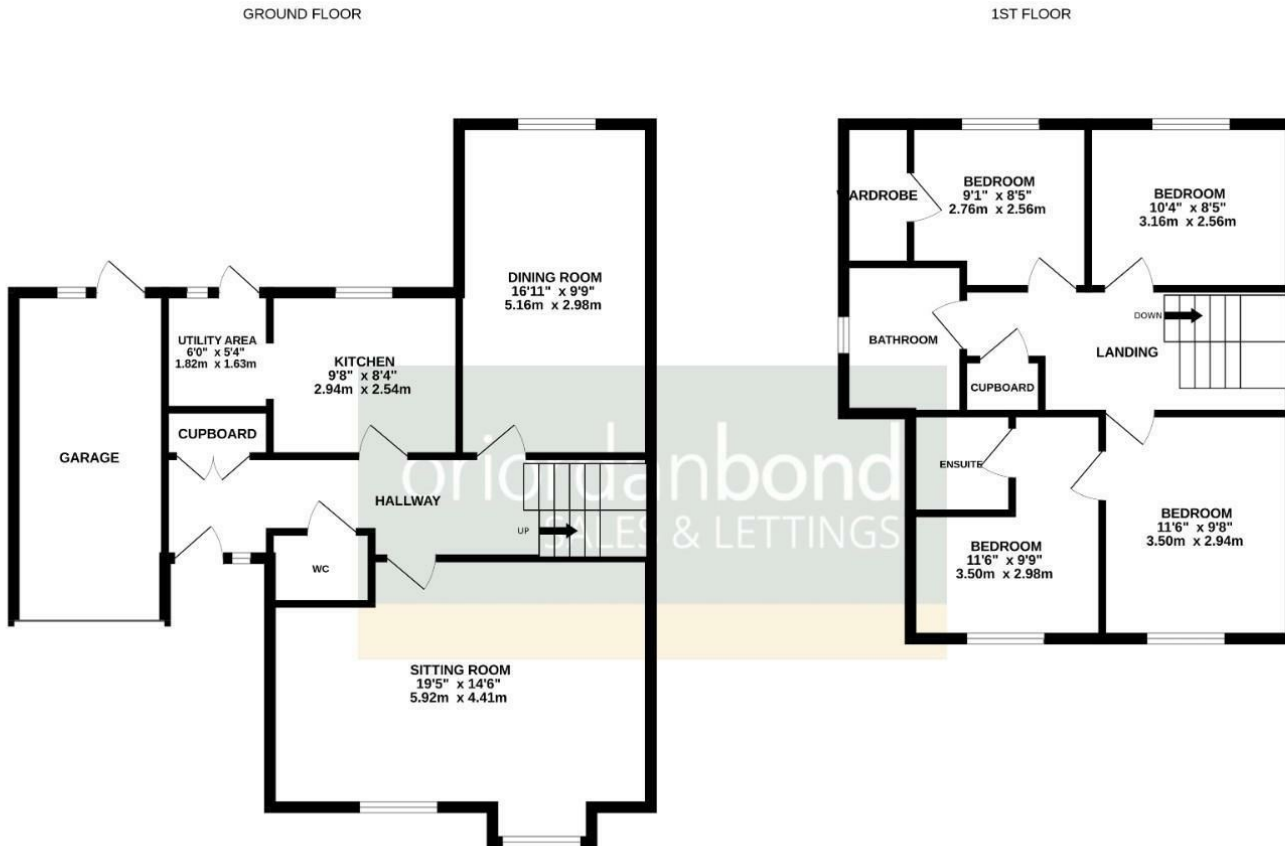 GROUND FLOOR
1ST FLOOR
DINING ROOM
16'11" x 9'9"
5.16m x 2.98m
UTILITY AREA
6'0" x 5'4"
1.82m x 1.63m
KITCHEN
9'8" x 8'4"
2.94m x 2.54m
CUPBOARD
GARAGE
HALLWAY
UP
WC
SITTING ROOM
19'5" x 14'6"
5.92m x 4.41m
oriordanbond
SALES & LETTINGS
WARDROBE
BEDROOM
9'1" x 8'5"
2.76m x 2.56m
BEDROOM
10'4" x 8'5"
3.16m x 2.56m
BATHROOM
DOWN
LANDING
CUPBOARD
ENSUITE
BEDROOM
11'6" x 9'9"
3.50m x 2.98m
BEDROOM
11'6" x 9'8"
3.50m x 2.94m